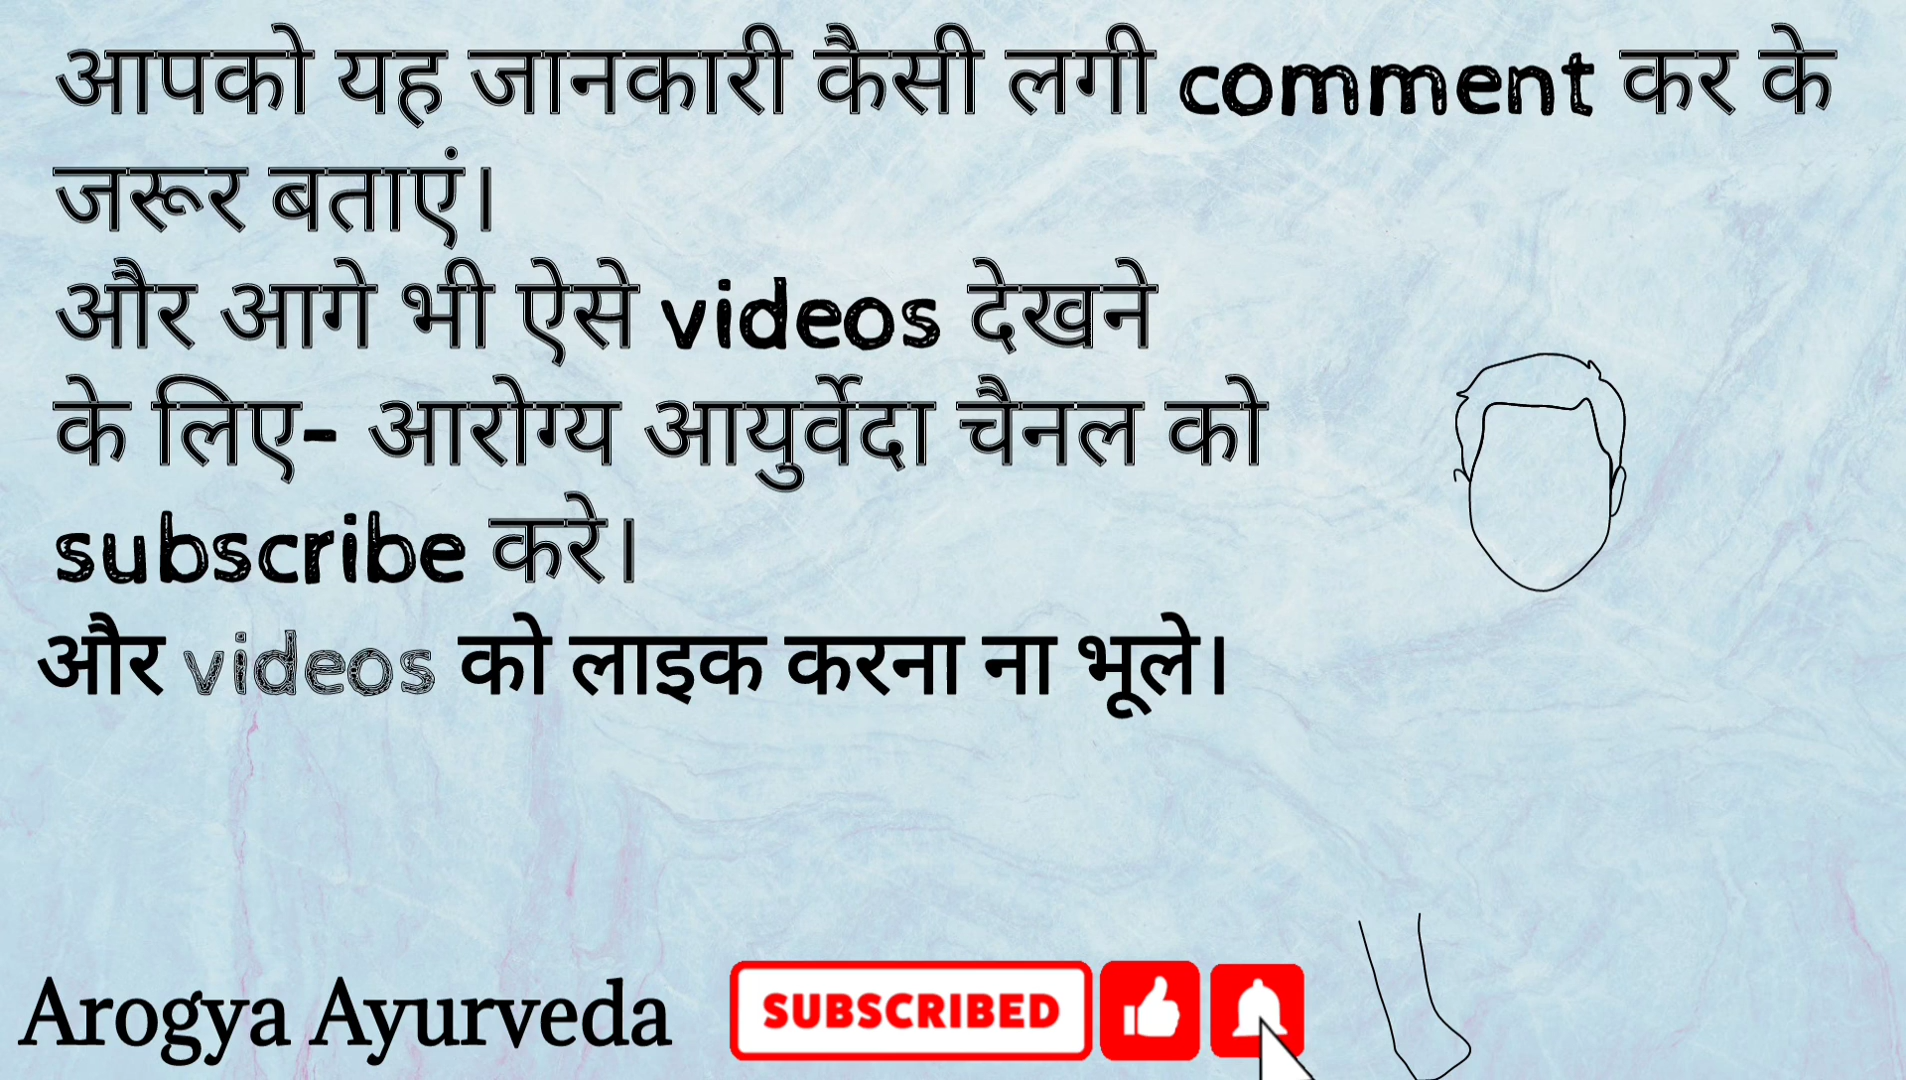 आपको यह जानकारी कैसी लगी comment कर के
जरूर बताएं।
और आगे भी ऐसे videos देखने
के लिए- आरोग्य आयुर्वेदा चैनल को
subscribe करे।
और videos को लाइक करना ना भूले।
Arogya Ayurveda SUBSCRIBED